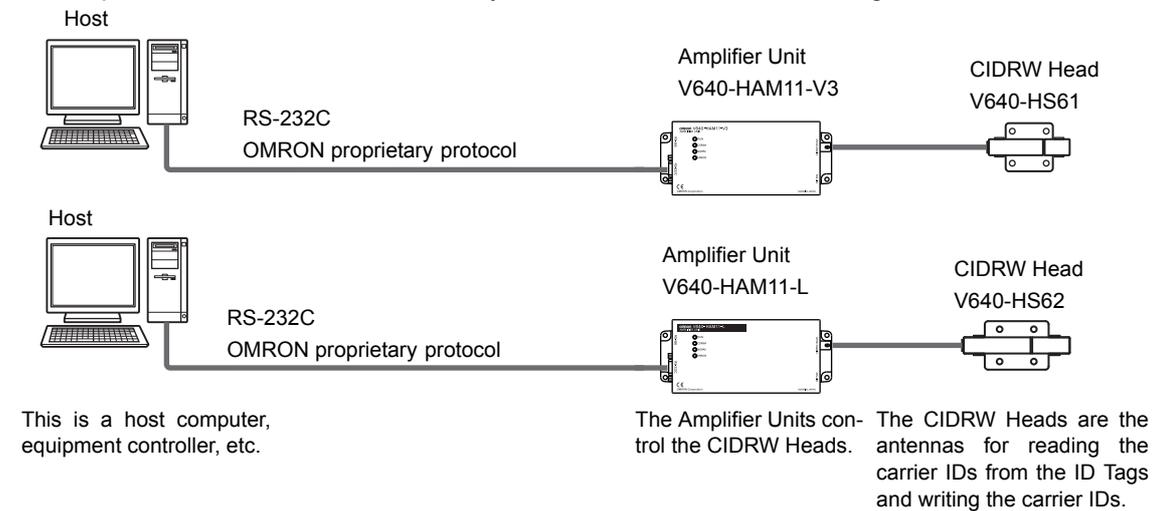 Host
Amplifier Unit
V640-HAM11-V3
CIDRW Head
V640-HS61
RS-232C
OMRON proprietary protocol
Host
Amplifier Unit
V640-HAM11-L
CIDRW Head
V640-HS62
RS-232C
OMRON proprietary protocol
This is a host computer,
equipment controller, etc.
The Amplifier Units con-
trol the CIDRW Heads.
The CIDRW Heads are the
antennas for reading the
carrier IDs from the ID Tags
and writing the carrier IDs.